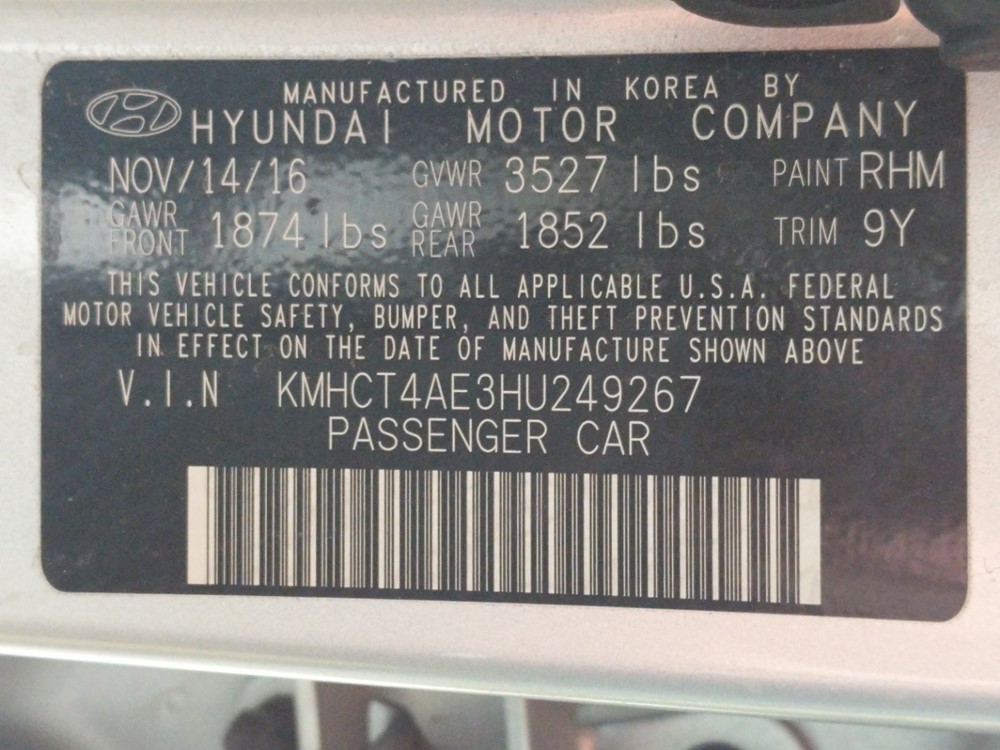 MANUFACTURED IN KOREA BY
HYUNDAI MOTOR COMPANY
NOV/14/16 GVWR 3527 lbs PAINT RHM
GAWR FRONT 1874 lbs GAWR REAR 1852 lbs TRIM 9Y
THIS VEHICLE CONFORMS TO ALL APPLICABLE U.S.A. FEDERAL
MOTOR VEHICLE SAFETY, BUMPER, AND THEFT PREVENTION STANDARDS
IN EFFECT ON THE DATE OF MANUFACTURE SHOWN ABOVE
V.I.N KMHCT4AE3HU249267
PASSENGER CAR